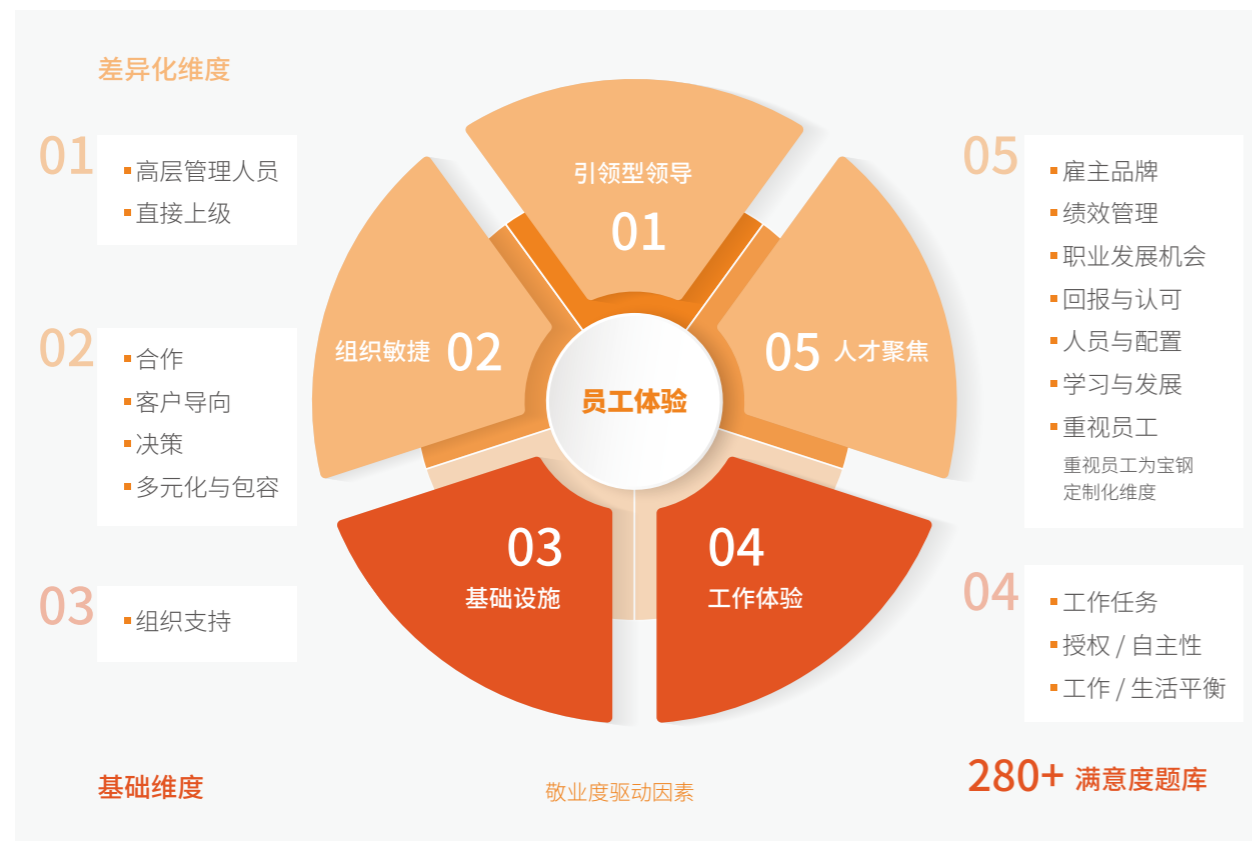 差异化维度
01
高层管理人员
直接上级
02
合作
客户导向
决策
多元化与包容
03
组织支持
基础维度
引领型领导
01
组织敏捷 02
05 人才聚焦
员工体验
03
基础设施
04
工作体验
敬业度驱动因素
05
雇主品牌
绩效管理
职业发展机会
回报与认可
人员与配置
学习与发展
重视员工
重视员工为宝钢
定制化维度
04
工作任务
授权 / 自主性
工作 / 生活平衡
280+ 满意度题库